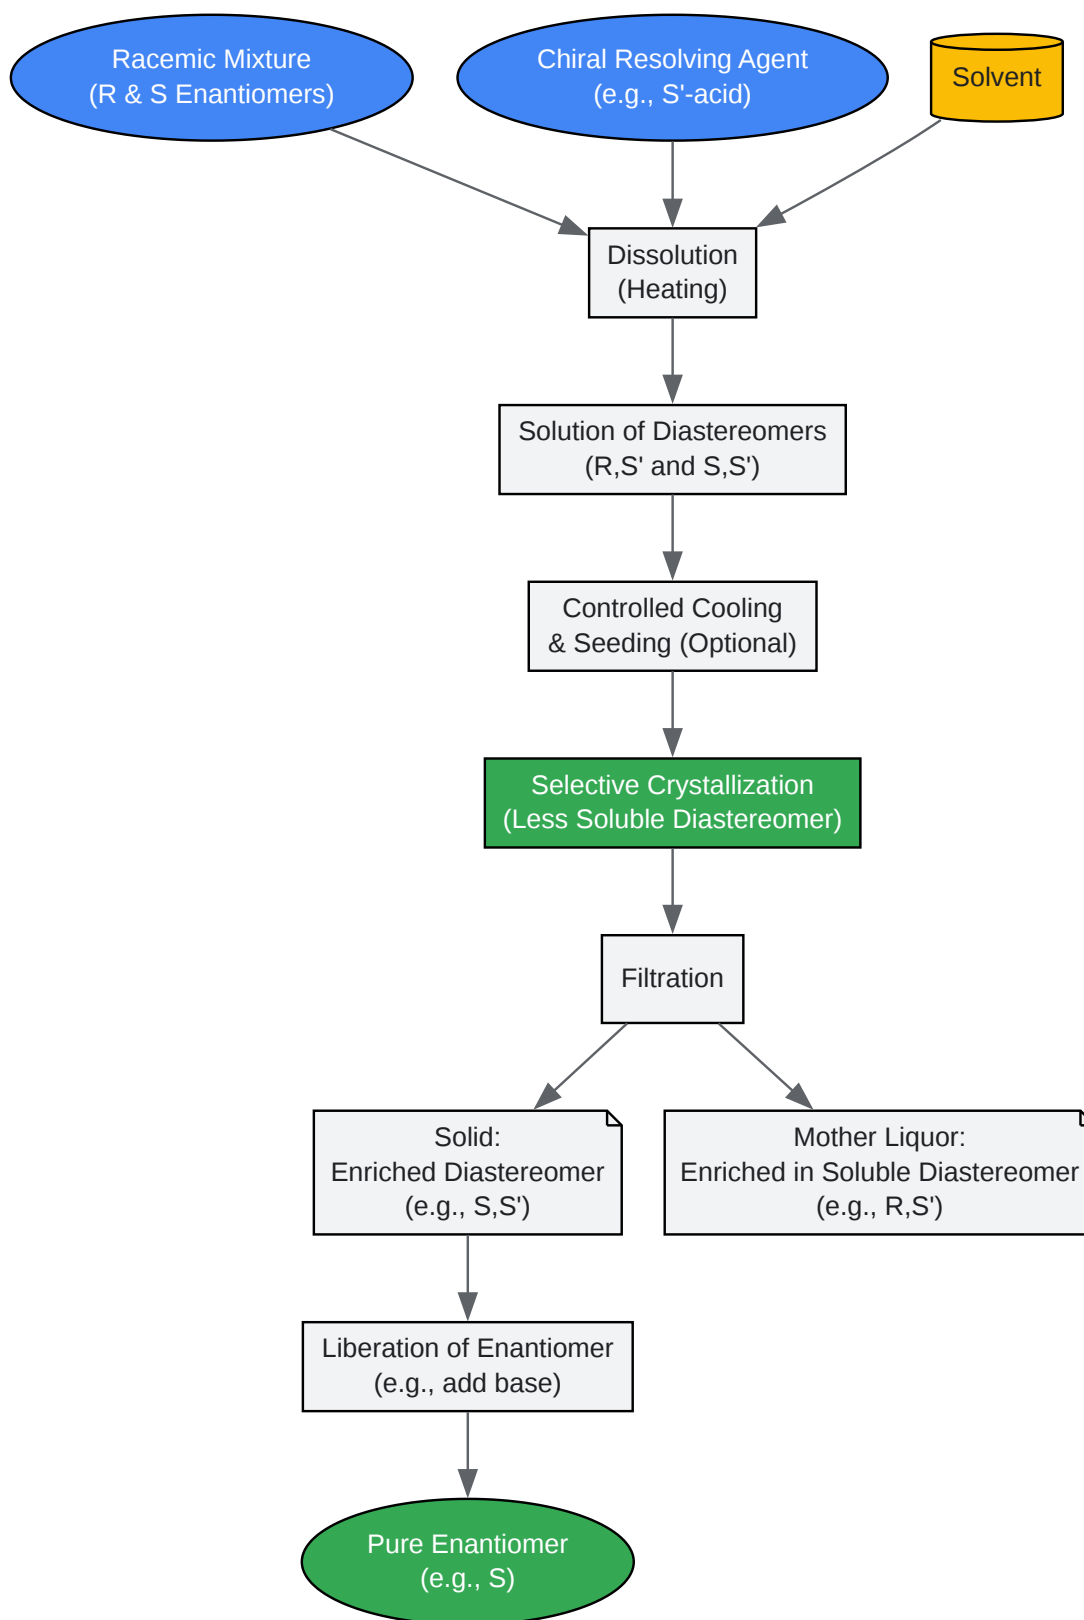 Racemic Mixture
(R & S Enantiomers)
Chiral Resolving Agent
(e.g., S'-acid)
Solvent
Dissolution
(Heating)
Solution of Diastereomers
(R,S' and S,S')
Controlled Cooling
& Seeding (Optional)
Selective Crystallization
(Less Soluble Diastereomer)
Filtration
Solid:
Enriched Diastereomer
(e.g., S,S')
Mother Liquor:
Enriched in Soluble Diastereomer
(e.g., R,S')
Liberation of Enantiomer
(e.g., add base)
Pure Enantiomer
(e.g., S)